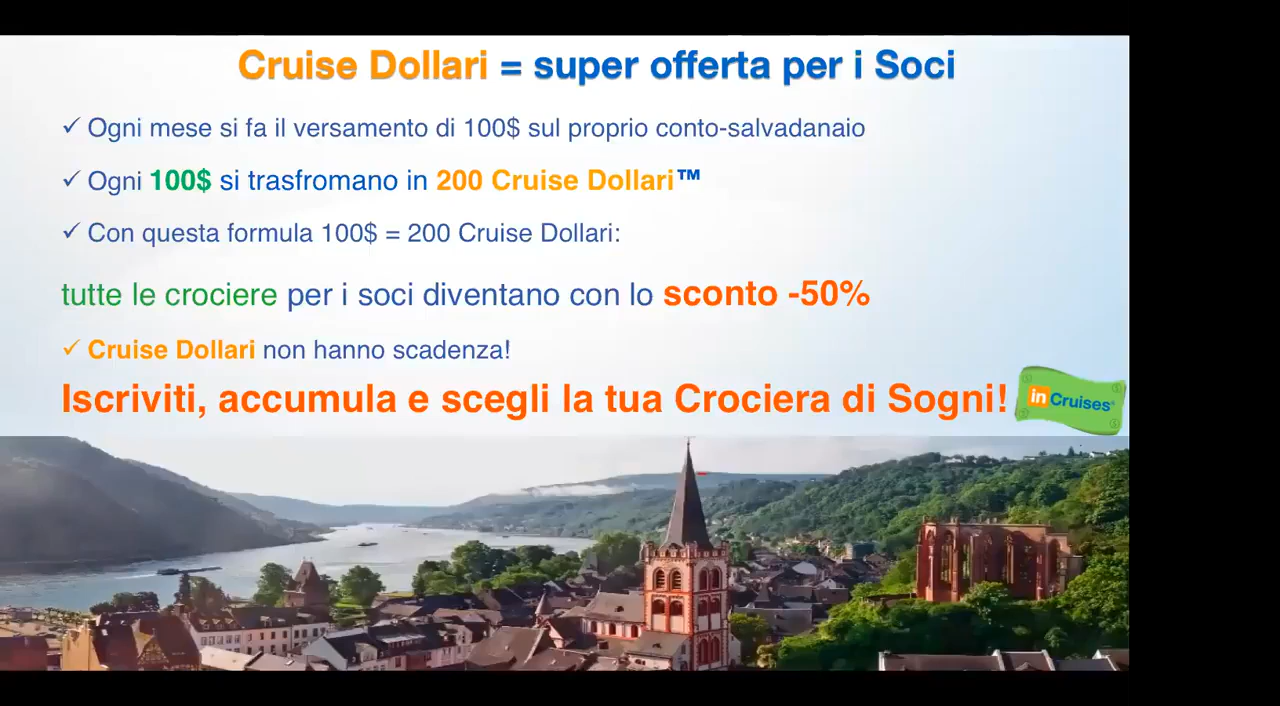 Cruise Dollari = super offerta per i Soci
✓ Ogni mese si fa il versamento di 100$ sul proprio conto-salvadanaio
✓ Ogni 100$ si trasfromano in 200 Cruise Dollari™
✓ Con questa formula 100$ = 200 Cruise Dollari:
tutte le crociere per i soci diventano con lo sconto -50%
✓ Cruise Dollari non hanno scadenza!
Iscriviti, accumula e scegli la tua Crociera di Sogni!
inCruises®